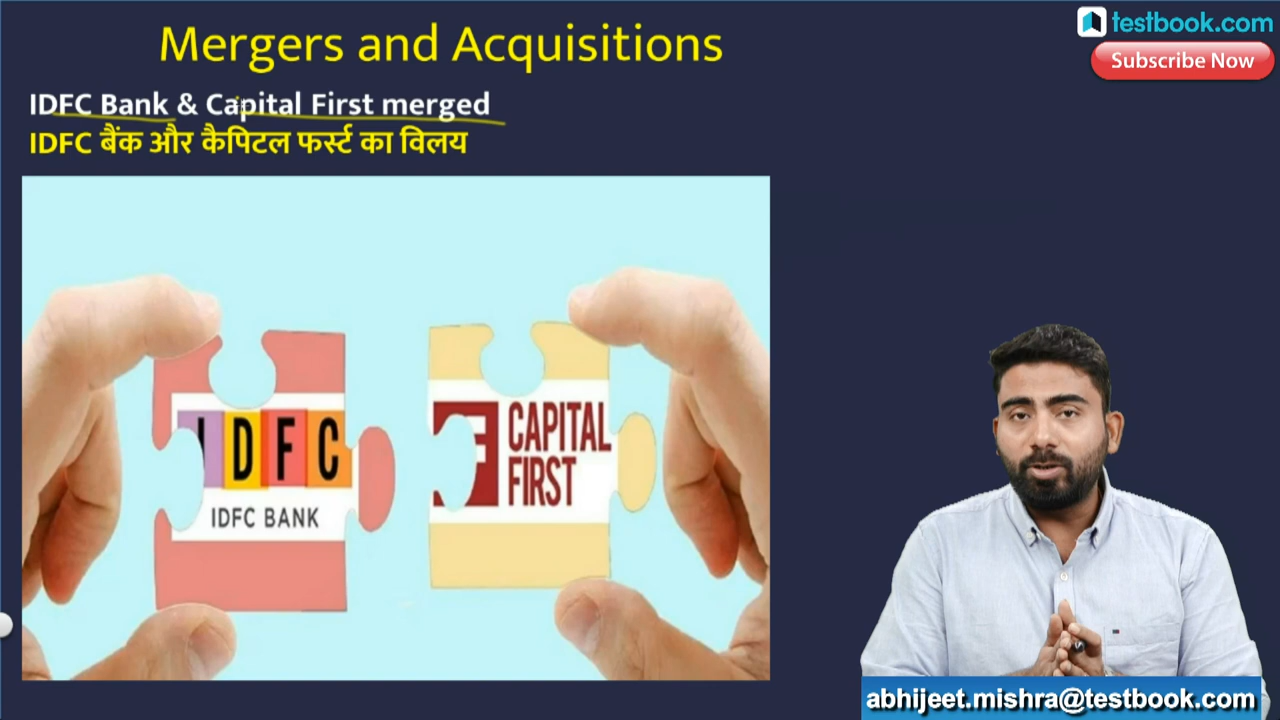 Mergers and Acquisitions
testbook.com
Subscribe Now
IDFC Bank & Capital First merged
IDFC बैंक और कैपिटल फर्स्ट का विलय
IDFC
IDFC BANK
CAPITAL
FIRST
abhijeet.mishra@testbook.com